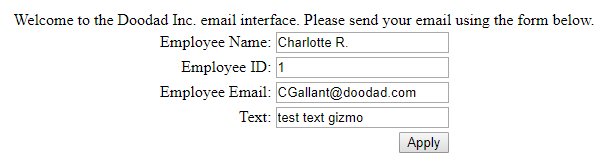 Welcome to the Doodad Inc. email interface. Please send your email using the form below.
Employee Name: Charlotte R.
Employee ID: 1
Employee Email: CGallant@doodad.com
Text: test text gizmo
Apply